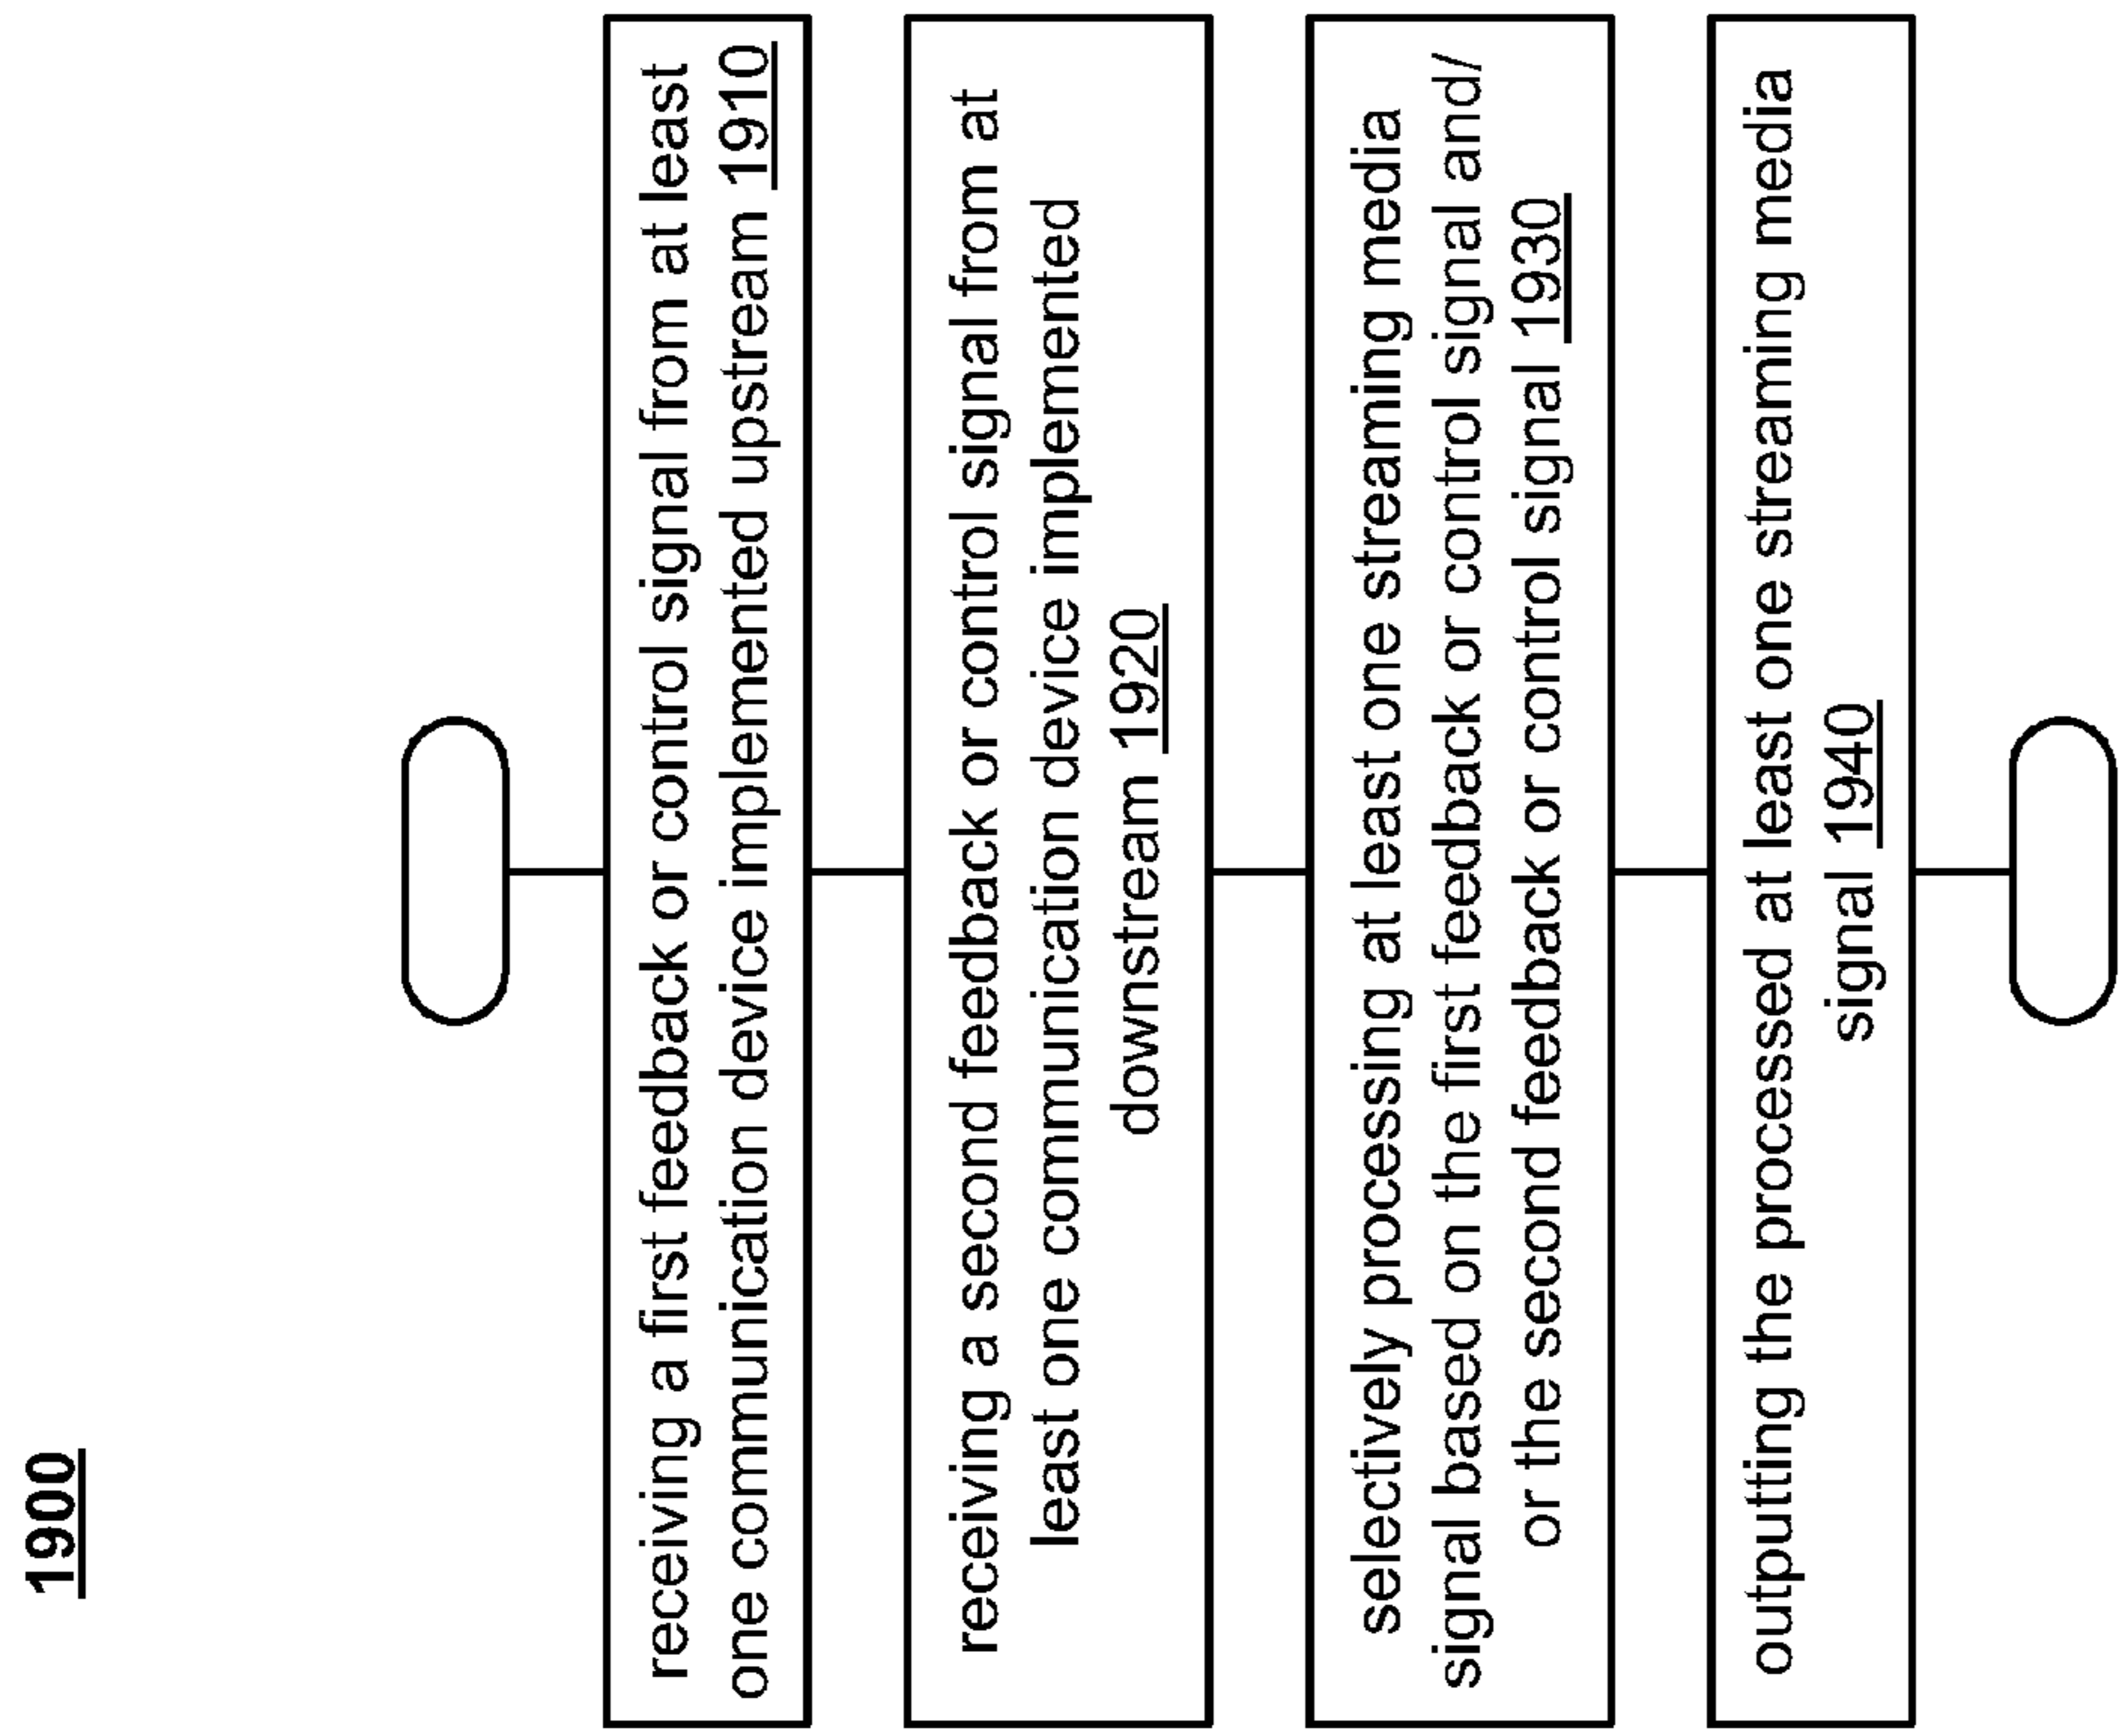 1900
receiving a first feedback or control signal from at least
one communication device implemented upstream 1910
receiving a second feedback or control signal from at
least one communication device implemented
downstream 1920
selectively processing at least one streaming media
signal based on the first feedback or control signal and/
or the second feedback or control signal 1930
outputting the processed at least one streaming media
signal 1940